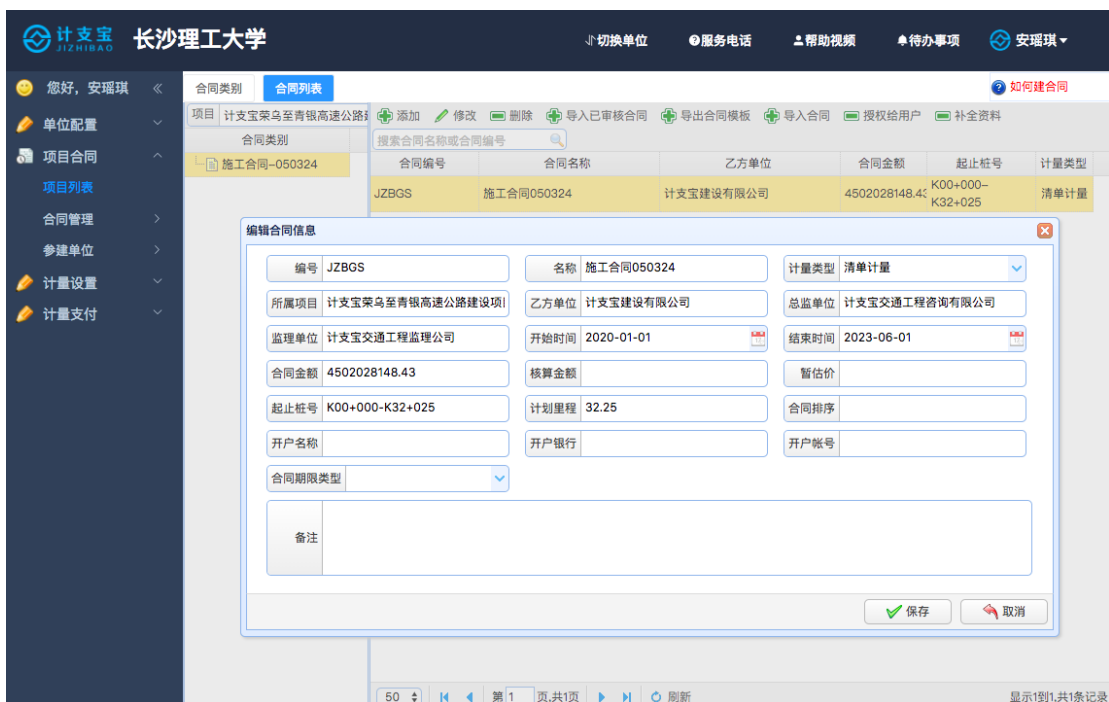 计支宝 JIZHIBAO 长沙理工大学 切换单位 服务电话 帮助视频 待办事项 安瑶琪
您好，安瑶琪
单位配置
项目合同
项目列表
合同管理
参建单位
计量设置
计量支付
合同类别 合同列表 如何建合同
项目 计支宝荣乌至青银高速公路 添加 修改 删除 导入已审核合同 导出合同模板 导入合同 授权给用户 补全资料
合同类别 搜索合同名称或合同编号
施工合同-050324
合同编号 合同名称 乙方单位 合同金额 起止桩号 计量类型
JZBGS 施工合同050324 计支宝建设有限公司 4502028148.43 K00+000-K32+025 清单计量
编辑合同信息
编号 JZBGS 名称 施工合同050324 计量类型 清单计量
所属项目 计支宝荣乌至青银高速公路建设项 乙方单位 计支宝建设有限公司 总监单位 计支宝交通工程咨询有限公司
监理单位 计支宝交通工程监理公司 开始时间 2020-01-01 结束时间 2023-06-01
合同金额 4502028148.43 核算金额 暂估价
起止桩号 K00+000-K32+025 计划里程 32.25 合同排序
开户名称 开户银行 开户帐号
合同期限类型
备注
保存 取消
50 第 1 页,共1页 刷新 显示1到1,共1条记录